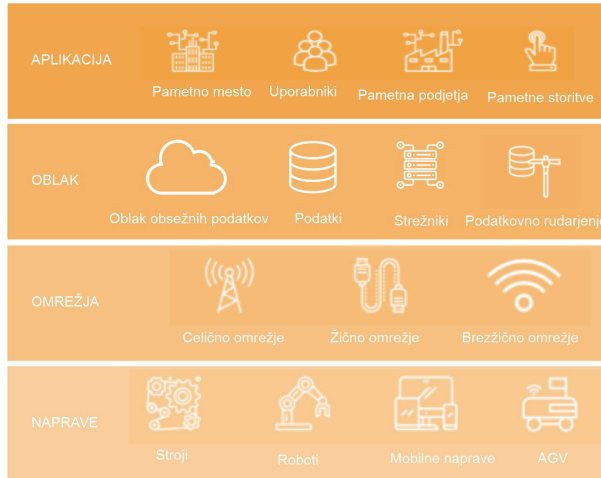 APLIKACIJA
Pametno mesto
Uporabniki
Pametna podjetja
Pametne storitve
OBLAK
Oblak obsežnih podatkov
Podatki
Strežniki
Podatkovno rudarjenje
OMREŽJA
Celično omrežje
Žično omrežje
Brezžično omrežje
NAPRAVE
Stroji
Roboti
Mobilne naprave
AGV